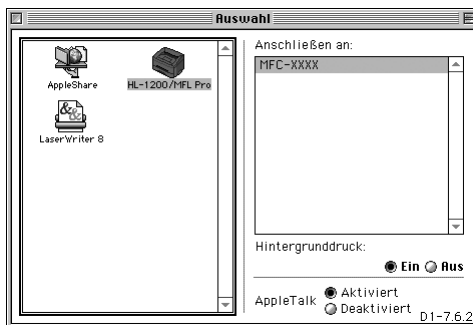 Auswahl
AppleShare
HL-1200/MFL Pro
LaserWriter 8
Anschließen an:
MFC-XXXX
Hintergrunddruck:
Ein Aus
AppleTalk
Aktiviert
Deaktiviert
D1-7.6.2